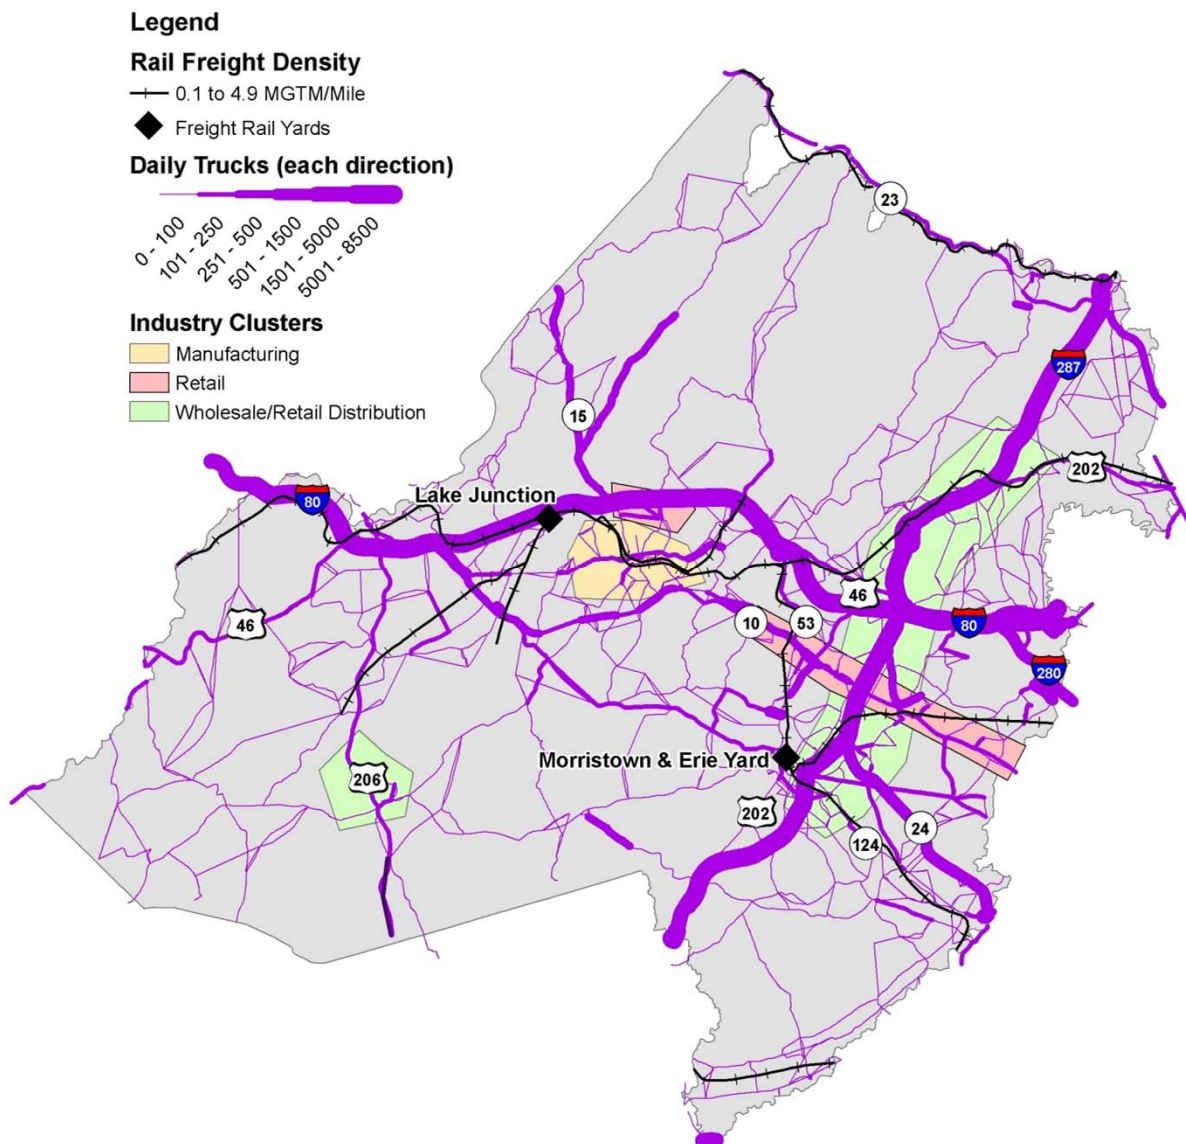 Legend
Rail Freight Density
0.1 to 4.9 MGTM/Mile
Freight Rail Yards
Daily Trucks (each direction)
0 - 100
101 - 250
251 - 500
501 - 1500
1501 - 5000
5001 - 8500
Industry Clusters
Manufacturing
Retail
Wholesale/Retail Distribution
23
287
15
202
80
Lake Junction
46
46
10
53
80
280
Morristown & Erie Yard
206
202
24
124